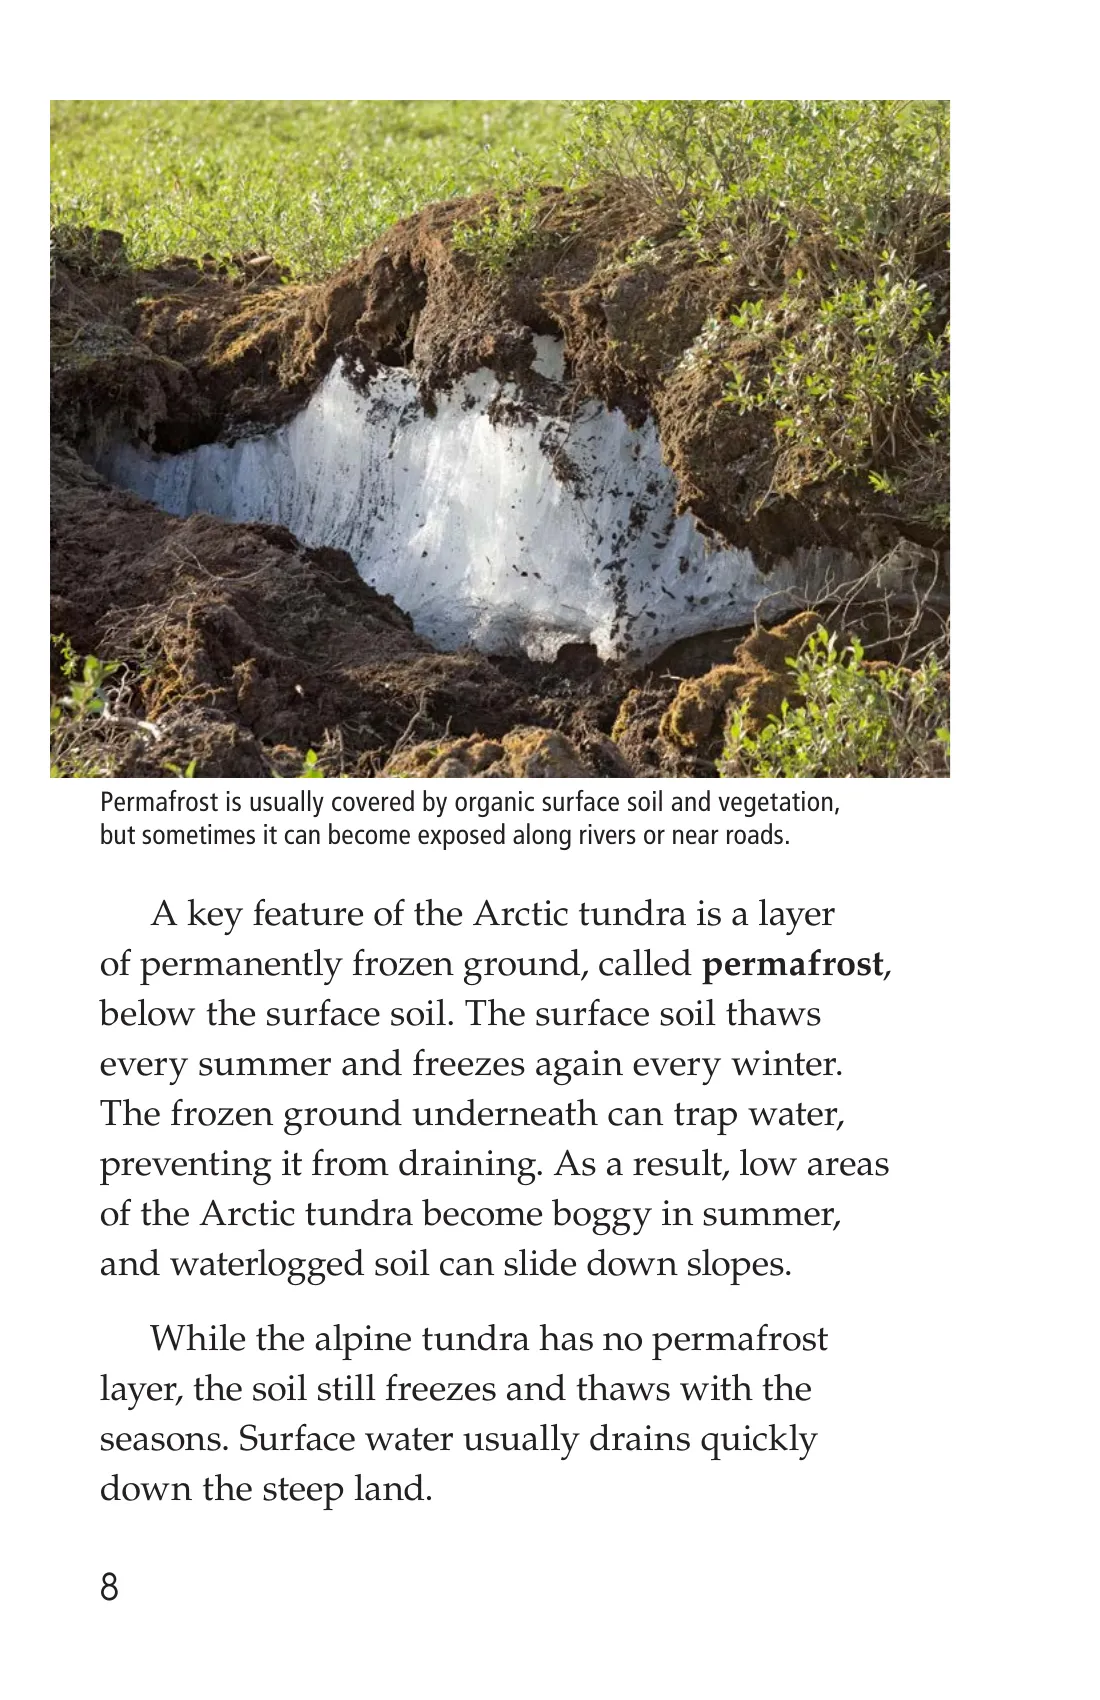 Permafrost is usually covered by organic surface soil and vegetation,
but sometimes it can become exposed along rivers or near roads.
A key feature of the Arctic tundra is a layer
of permanently frozen ground, called permafrost,
below the surface soil. The surface soil thaws
every summer and freezes again every winter.
The frozen ground underneath can trap water,
preventing it from draining. As a result, low areas
of the Arctic tundra become boggy in summer,
and waterlogged soil can slide down slopes.
While the alpine tundra has no permafrost
layer, the soil still freezes and thaws with the
seasons. Surface water usually drains quickly
down the steep land.
8